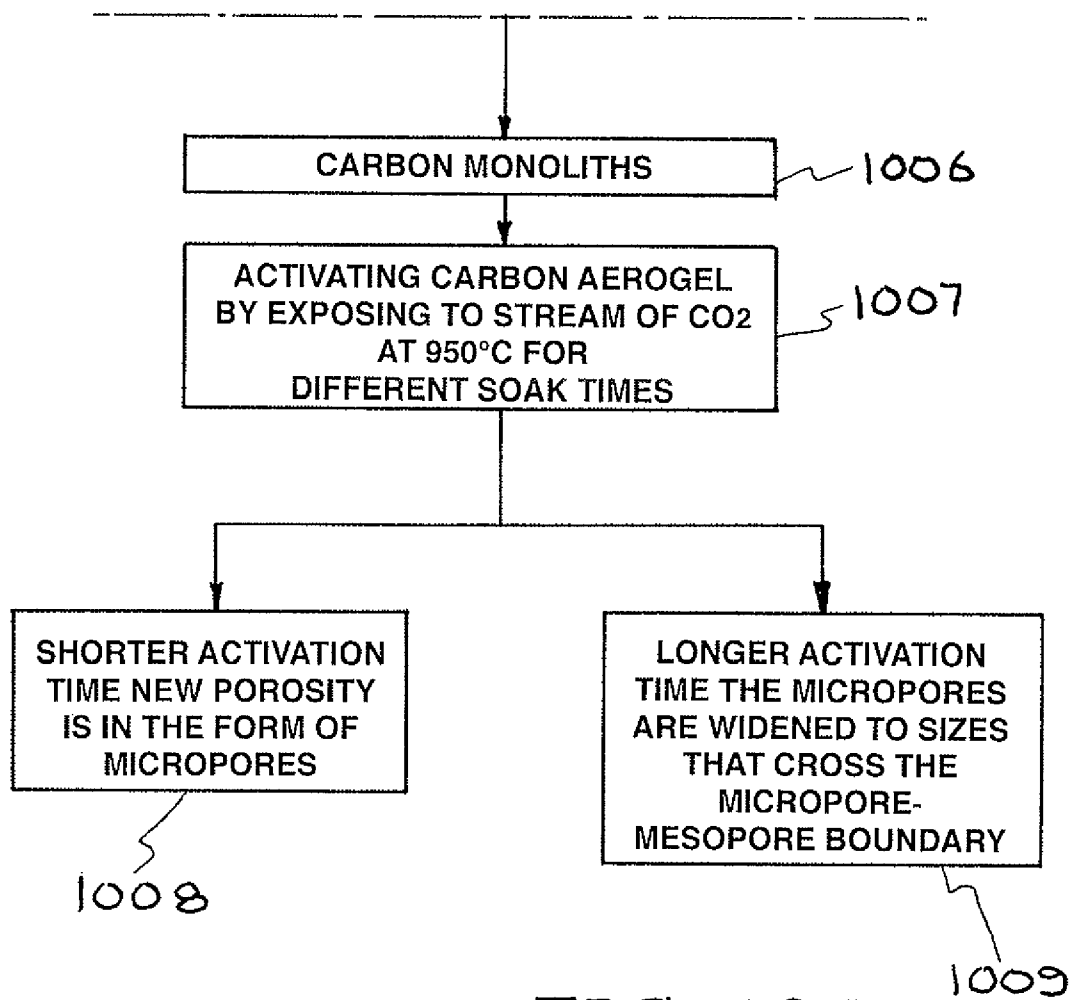 CARBON MONOLITHS
1006
ACTIVATING CARBON AEROGEL
BY EXPOSING TO STREAM OF CO2
AT 950°C FOR
DIFFERENT SOAK TIMES
1007
SHORTER ACTIVATION
TIME NEW POROSITY
IS IN THE FORM OF
MICROPORES
1008
LONGER ACTIVATION
TIME THE MICROPORES
ARE WIDENED TO SIZES
THAT CROSS THE
MICROPORE-
MESOPORE BOUNDARY
1009